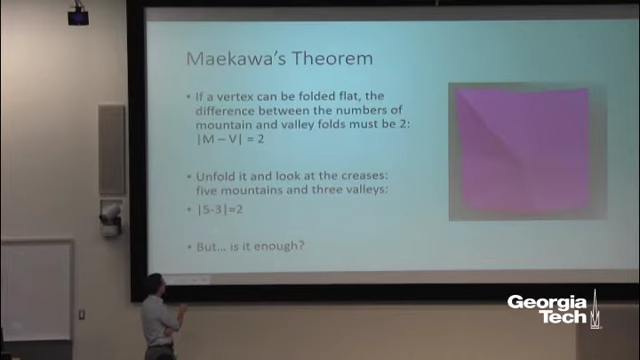 Maekawa's Theorem
• If a vertex can be folded flat, the
difference between the numbers of
mountain and valley folds must be 2:
|M – V| = 2
• Unfold it and look at the creases:
five mountains and three valleys:
• |5-3|=2
• But... is it enough?
Georgia
Tech